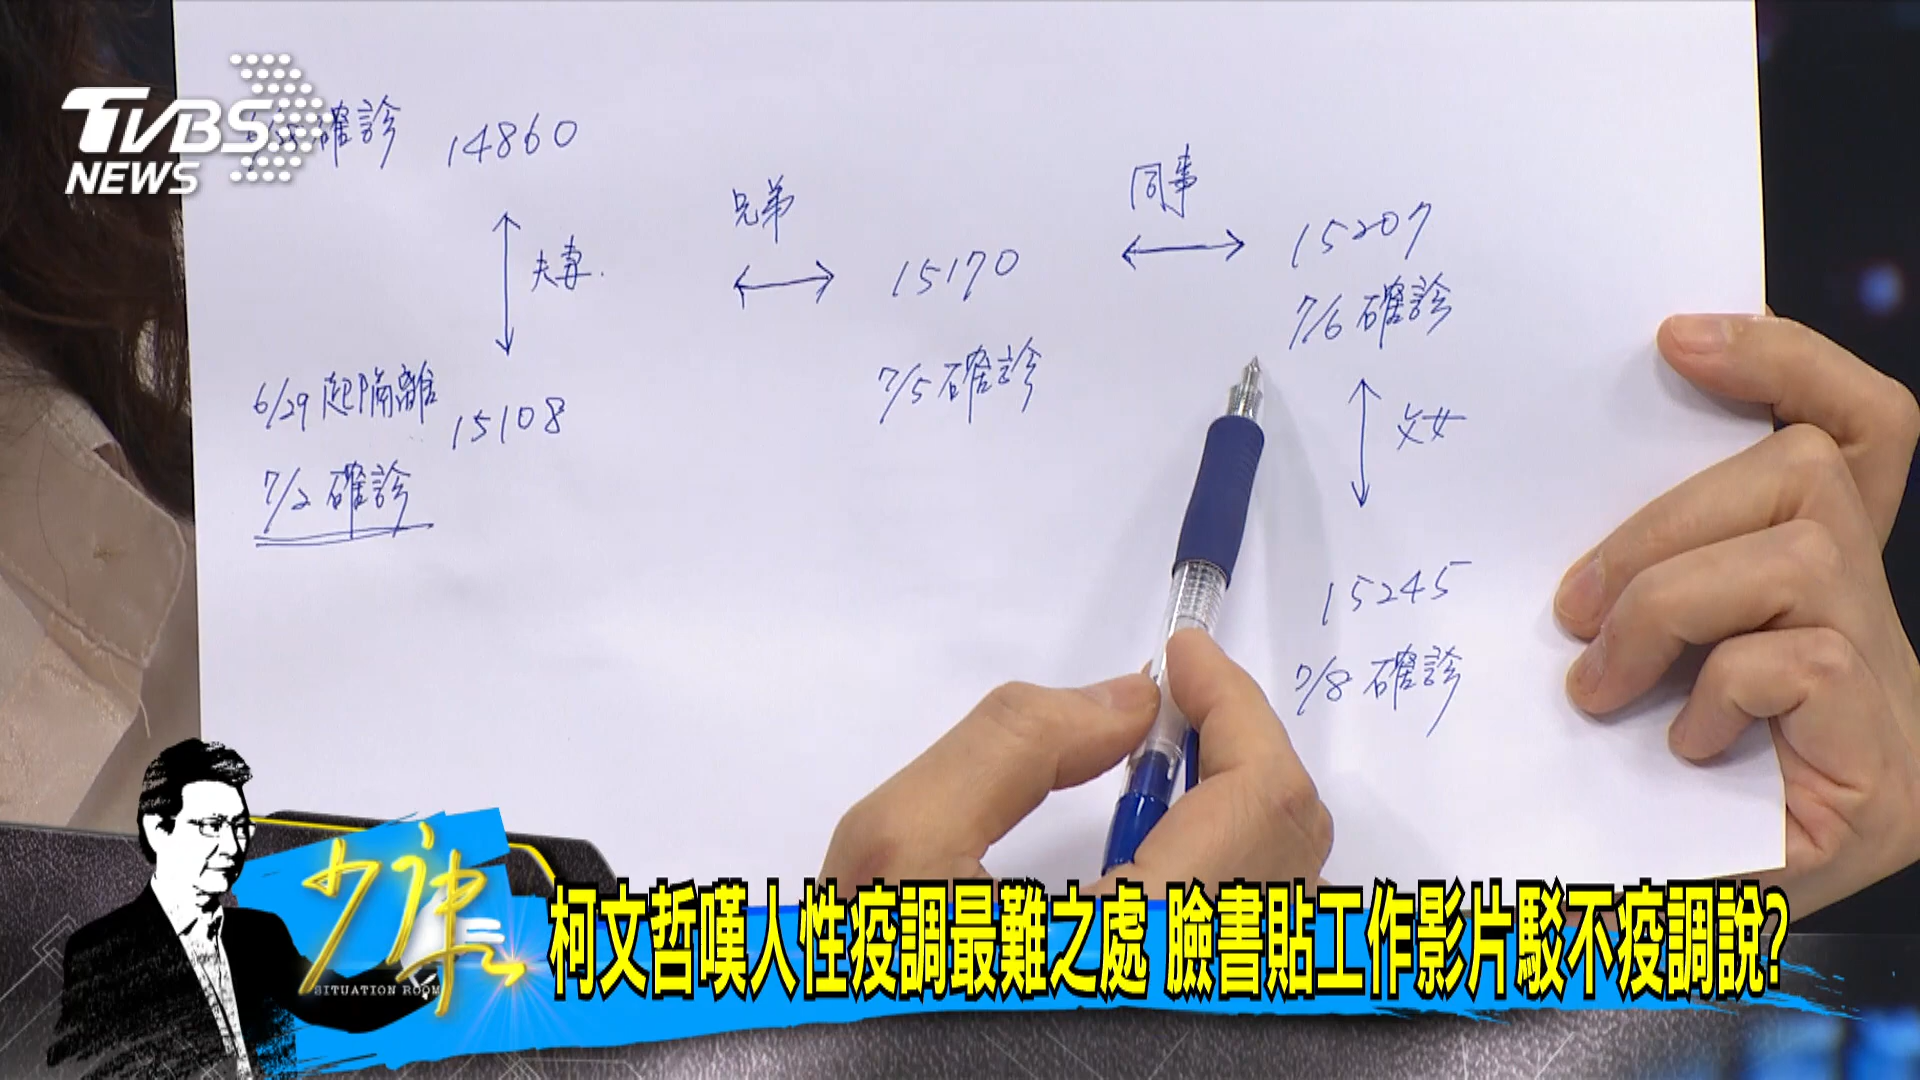 TVBS
NEWS
確診 14860
夫妻
兄弟
同事
15207
7/6 確診
15170
7/5 確診
6/29 起隔離
15108
7/2 確診
父女
15245
7/8 確診
少康
SITUATION ROOM
柯文哲嘆人性疫調最難之處 臉書貼工作影片駁不疫調說?